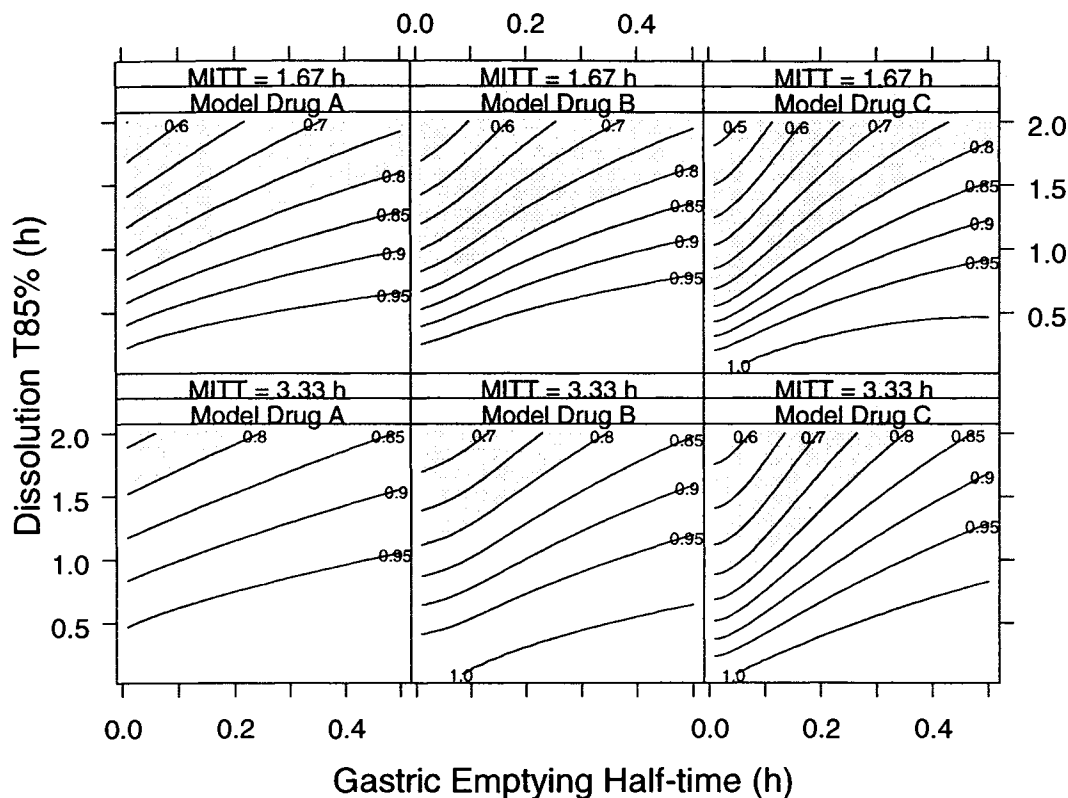 0.0 0.2 0.4
MITT = 1.67 h MITT = 1.67 h MITT = 1.67 h
Model Drug A Model Drug B Model Drug C
0.6 0.7 0.6 0.7 0.5 0.6 0.7 2.0
0.8 0.8 0.8
0.85 0.85 0.85 1.5
0.9 0.9 0.9
0.95 0.95 0.95 1.0
0.5
1.0
MITT = 3.33 h MITT = 3.33 h MITT = 3.33 h
Model Drug A Model Drug B Model Drug C
2.0 0.8 0.85 0.7 0.8 0.85 0.6 0.7 0.8 0.85
1.5 0.9 0.9 0.9
1.0 0.95 0.95 0.95
0.5
1.0 1.0
0.0 0.2 0.4 0.0 0.2 0.4
Dissolution T85% (h)
Gastric Emptying Half-time (h)